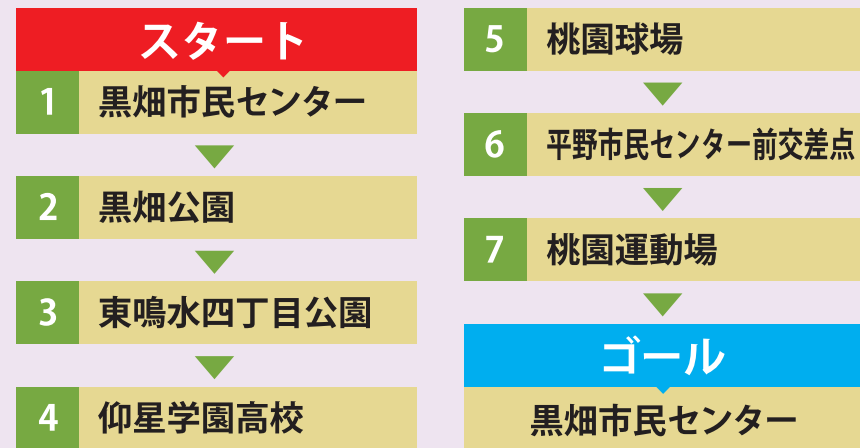 スタート
1 黒畑市民センター
2 黒畑公園
3 東鳴水四丁目公園
4 仰星学園高校
5 桃園球場
6 平野市民センター前交差点
7 桃園運動場
ゴール
黒畑市民センター